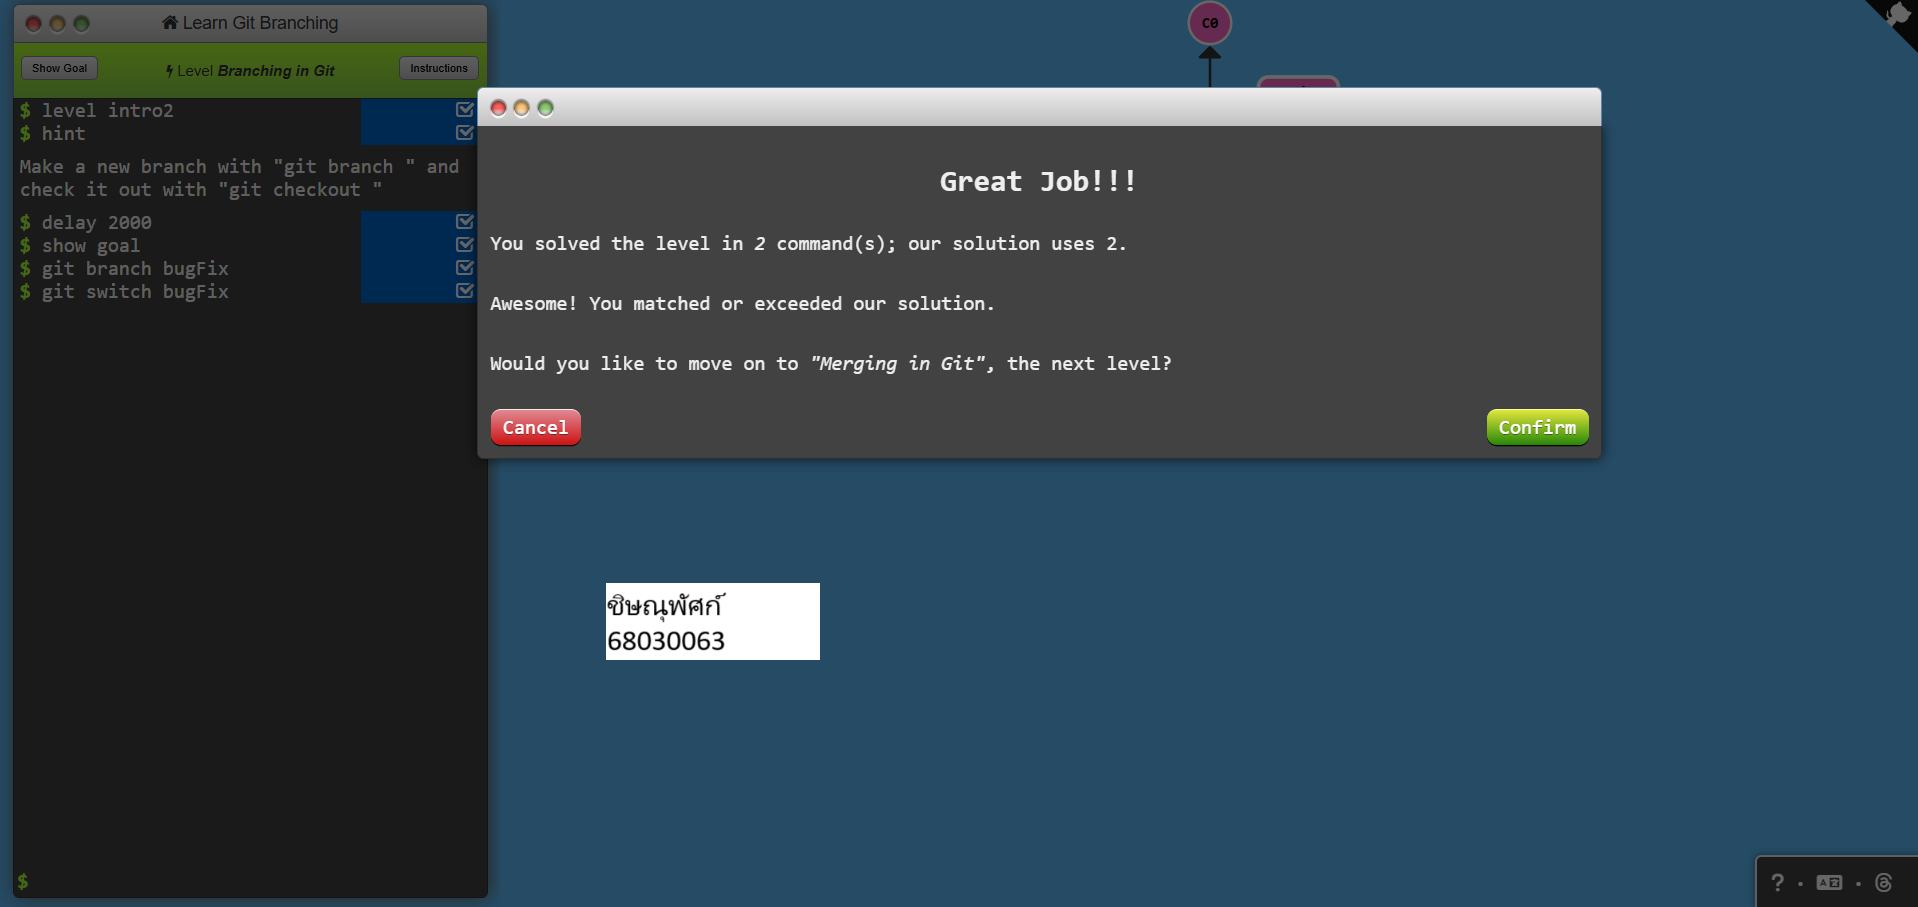 Learn Git Branching
Show Goal
Level Branching in Git
Instructions
$ level intro2
$ hint
Make a new branch with "git branch " and
check it out with "git checkout "
$ delay 2000
$ show goal
$ git branch bugFix
$ git switch bugFix
$
C0
Great Job!!!
You solved the level in 2 command(s); our solution uses 2.
Awesome! You matched or exceeded our solution.
Would you like to move on to "Merging in Git", the next level?
Cancel
Confirm
ชิษณุพัศก์
68030063
? · ·